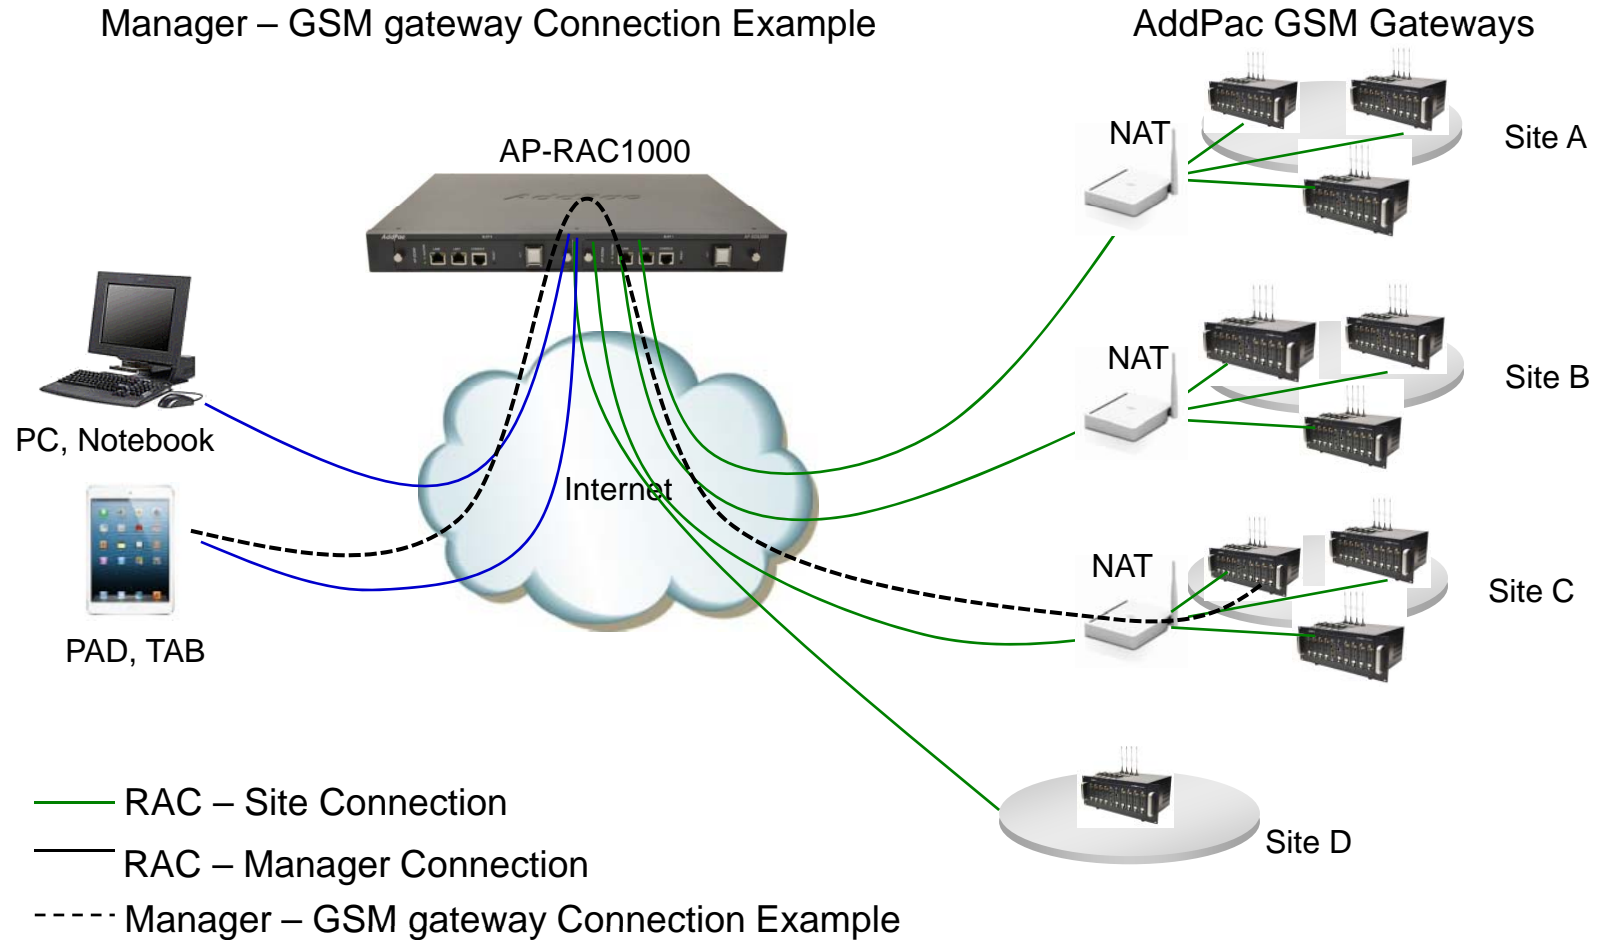 Manager – GSM gateway Connection Example
AddPac GSM Gateways
AP-RAC1000
AddPac
NAT
Site A
NAT
Site B
PC, Notebook
Internet
NAT
Site C
PAD, TAB
Site D
RAC – Site Connection
RAC – Manager Connection
Manager – GSM gateway Connection Example